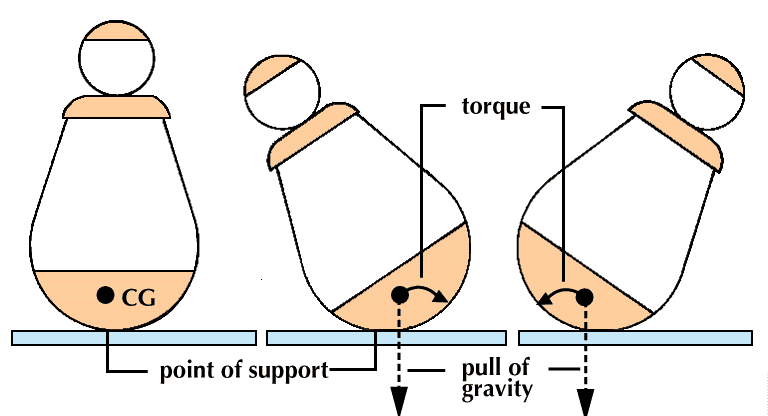 torque
CG
point of support
pull of
gravity